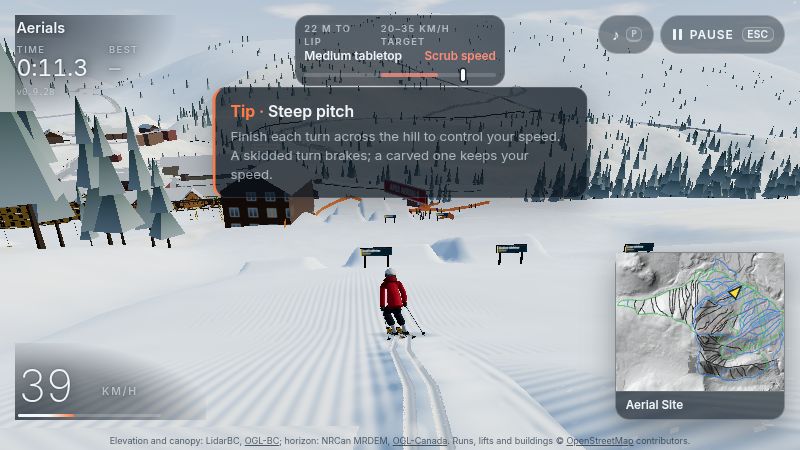 Aerials
TIME
BEST
0:11.3
—
v0.9.28
22 M TO LIP
20–35 KM/H TARGET
Medium tabletop
Scrub speed
♪ P
PAUSE ESC
Tip · Steep pitch
Finish each turn across the hill to control your speed.
A skidded turn brakes; a carved one keeps your
speed.
39 KM/H
Aerial Site
Elevation and canopy: LidarBC, OGL-BC; horizon: NRCan MRDEM, OGL-Canada. Runs, lifts and buildings © OpenStreetMap contributors.